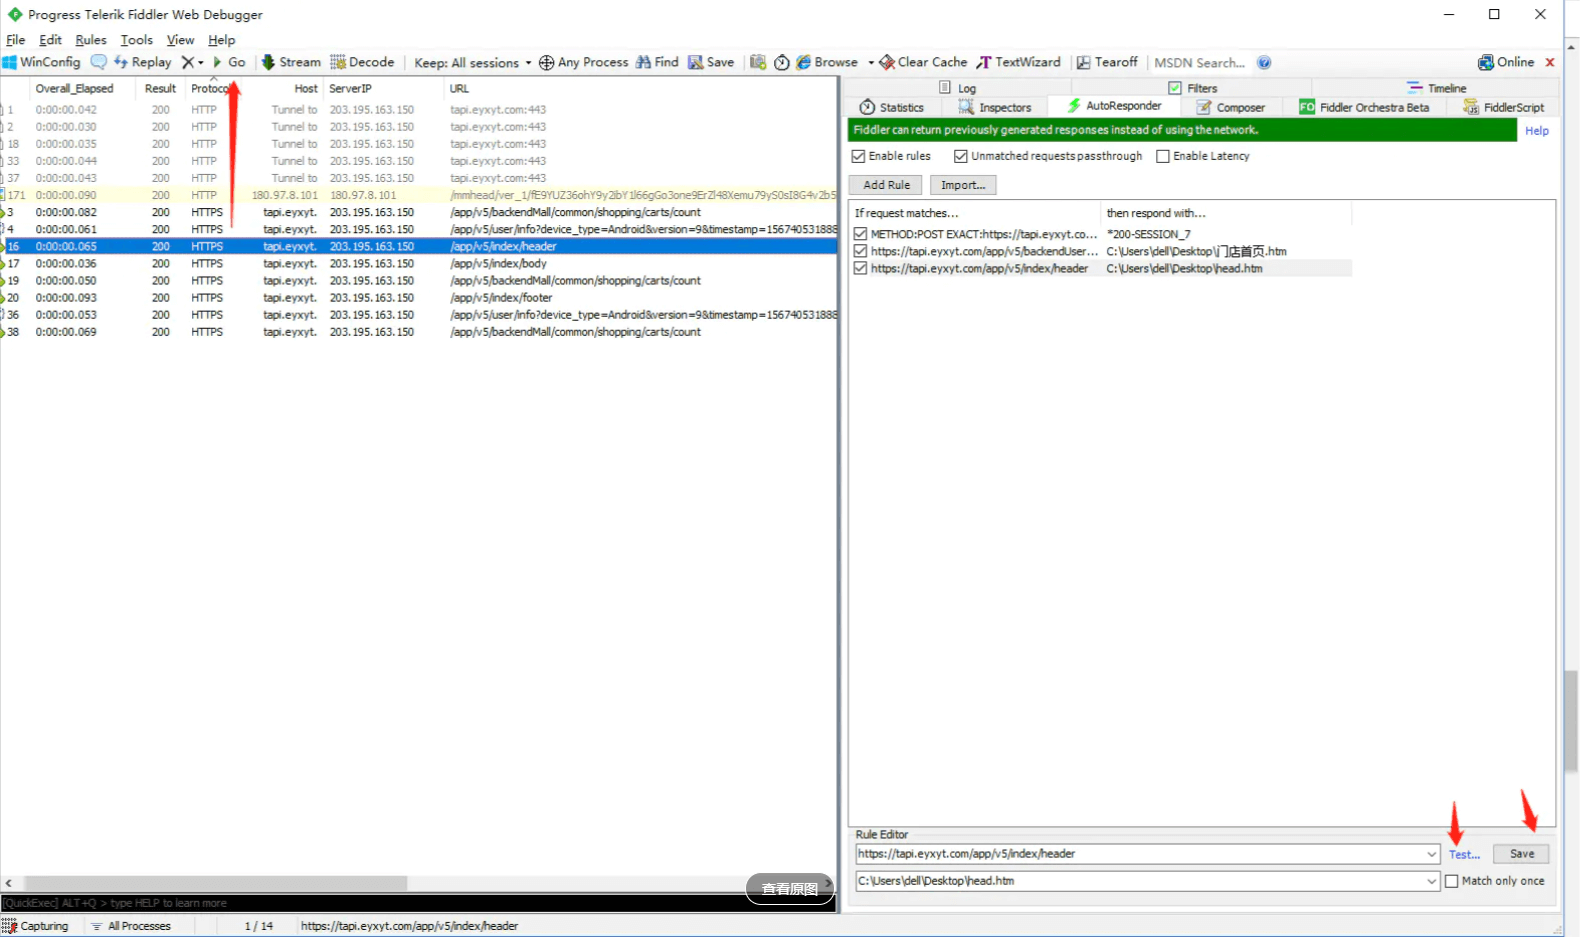 Progress Telerik Fiddler Web Debugger
File Edit Rules Tools View Help
WinConfig Replay Go Stream Decode Keep: All sessions Any Process Find Save Browse Clear Cache TextWizard Tearoff MSDN Search... Online
Overall_Elapsed Result Protocol Host ServerIP URL
1 0:00:00.042 200 HTTP Tunnel to 203.195.163.150 tapi.eyxyt.com:443
2 0:00:00.030 200 HTTP Tunnel to 203.195.163.150 tapi.eyxyt.com:443
18 0:00:00.035 200 HTTP Tunnel to 203.195.163.150 tapi.eyxyt.com:443
33 0:00:00.044 200 HTTP Tunnel to 203.195.163.150 tapi.eyxyt.com:443
37 0:00:00.043 200 HTTP Tunnel to 203.195.163.150 tapi.eyxyt.com:443
171 0:00:00.090 200 HTTP 180.97.8.101 180.97.8.101
3 0:00:00.082 200 HTTPS tapi.eyxyt. 203.195.163.150 /app/v5/backendMall/common/shopping/carts/count
4 0:00:00.061 200 HTTPS tapi.eyxyt. 203.195.163.150 /app/v5/user/info?device_type=Android&version=9&timestamp=156740531888
16 0:00:00.065 200 HTTPS tapi.eyxyt. 203.195.163.150 /app/v5/index/header
17 0:00:00.036 200 HTTPS tapi.eyxyt. 203.195.163.150 /app/v5/index/body
19 0:00:00.050 200 HTTPS tapi.eyxyt. 203.195.163.150 /app/v5/backendMall/common/shopping/carts/count
20 0:00:00.093 200 HTTPS tapi.eyxyt. 203.195.163.150 /app/v5/index/footer
36 0:00:00.053 200 HTTPS tapi.eyxyt. 203.195.163.150 /app/v5/user/info?device_type=Android&version=9&timestamp=156740531888
38 0:00:00.069 200 HTTPS tapi.eyxyt. 203.195.163.150 /app/v5/backendMall/common/shopping/carts/count
查看原图
[QuickExec] ALT+Q > type HELP to learn more
Log Filters Timeline
Statistics Inspectors AutoResponder Composer FO Fiddler Orchestra Beta FiddlerScript
Fiddler can return previously generated responses instead of using the network. Help
Enable rules Unmatched requests passthrough Enable Latency
Add Rule Import...
If request matches... then respond with...
METHOD:POST EXACT:https://tapi.eyxyt.co... *200-SESSION_7
https://tapi.eyxyt.com/app/v5/backendUser... C:\Users\dell\Desktop\门店首页.htm
https://tapi.eyxyt.com/app/v5/index/header C:\Users\dell\Desktop\head.htm
Rule Editor
https://tapi.eyxyt.com/app/v5/index/header Test... Save
C:\Users\dell\Desktop\head.htm Match only once
Capturing All Processes 1 / 14 https://tapi.eyxyt.com/app/v5/index/header